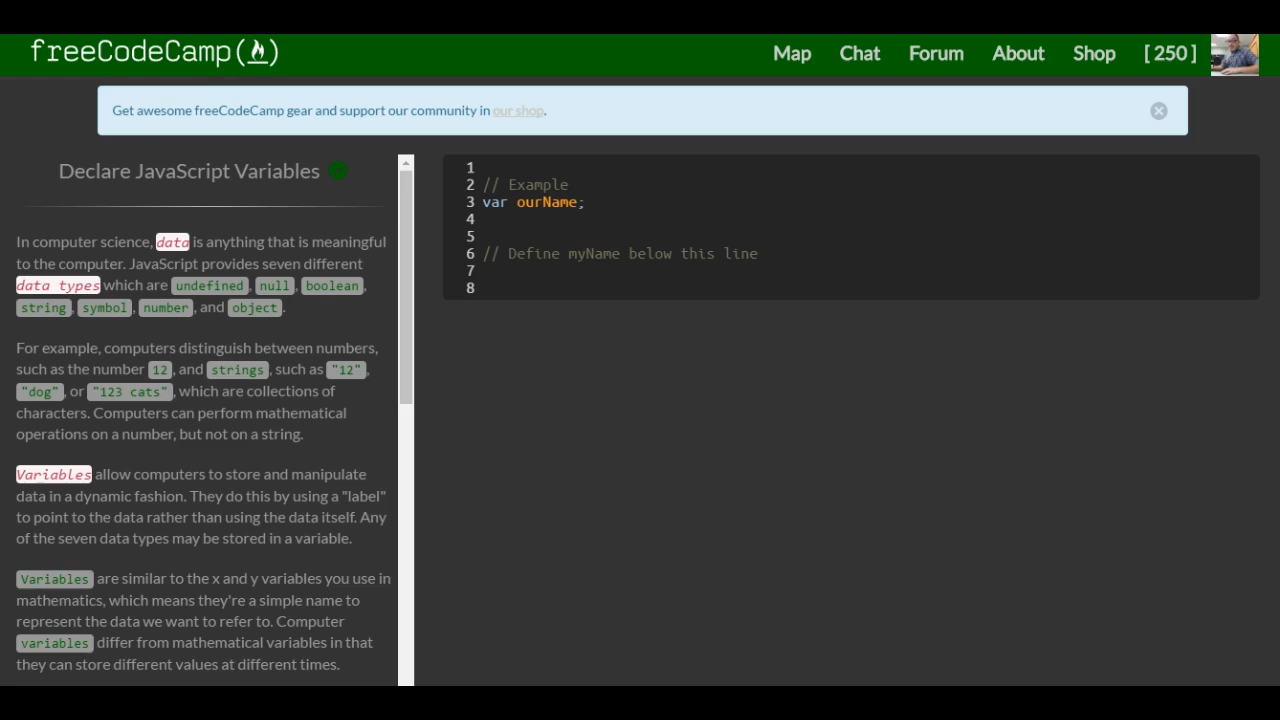 freeCodeCamp
Map Chat Forum About Shop [ 250 ]
Get awesome freeCodeCamp gear and support our community in our shop.
Declare JavaScript Variables
In computer science, data is anything that is meaningful
to the computer. JavaScript provides seven different
data types which are undefined, null, boolean,
string, symbol, number, and object.
For example, computers distinguish between numbers,
such as the number 12, and strings, such as "12",
"dog", or "123 cats", which are collections of
characters. Computers can perform mathematical
operations on a number, but not on a string.
Variables allow computers to store and manipulate
data in a dynamic fashion. They do this by using a "label"
to point to the data rather than using the data itself. Any
of the seven data types may be stored in a variable.
Variables are similar to the x and y variables you use in
mathematics, which means they're a simple name to
represent the data we want to refer to. Computer
variables differ from mathematical variables in that
they can store different values at different times.
1
2 // Example
3 var ourName;
4
5
6 // Define myName below this line
7
8